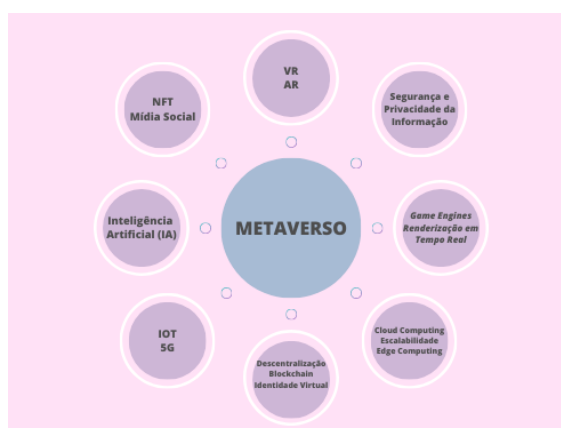 VR
AR
NFT
Mídia Social
Segurança e
Privacidade da
Informação
Inteligência
Artificial (IA)
METAVERSO
Game Engines
Renderização em
Tempo Real
IOT
5G
Cloud Computing
Escalabilidade
Edge Computing
Descentralização
Blockchain
Identidade Virtual